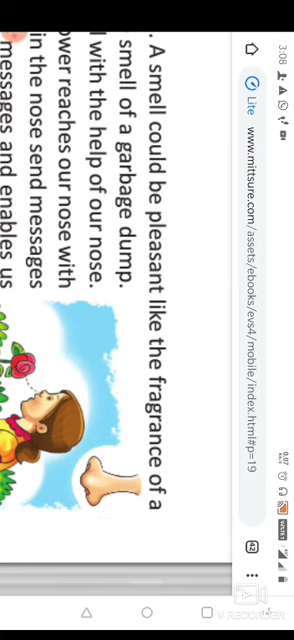 3:08
Lite www.mittsure.com/assets/ebooks/evs4/mobile/index.html#p=19
42
. A smell could be pleasant like the fragrance of a
smell of a garbage dump.
l with the help of our nose.
ower reaches our nose with
in the nose send messages
messages and enables us
V RECORDER